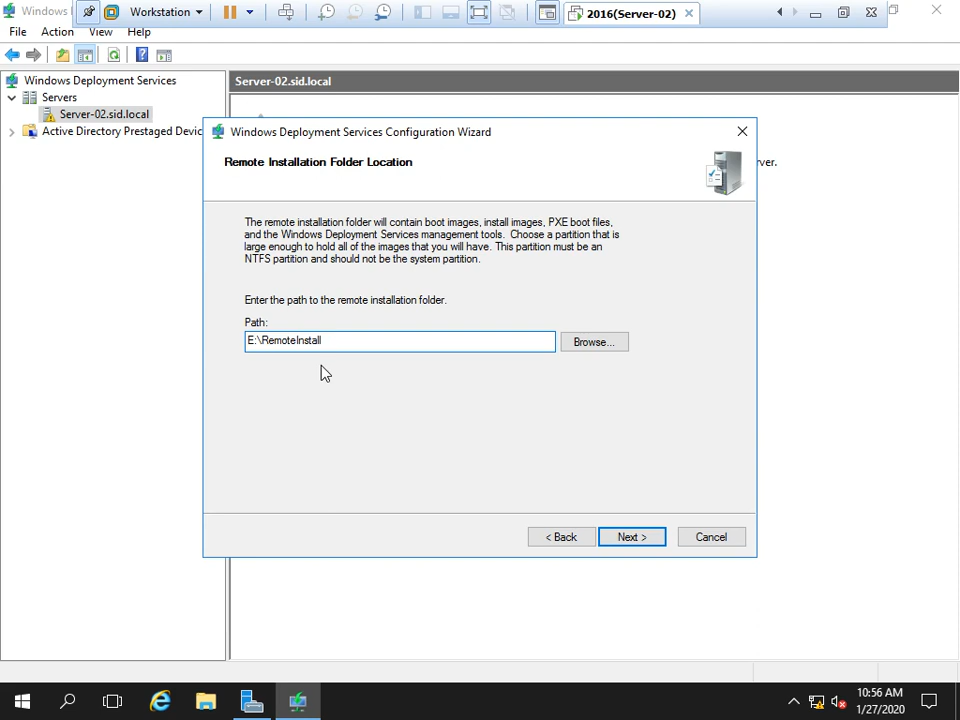 Windows
Workstation
2016(Server-02)
File
Action
View
Help
Windows Deployment Services
Servers
Server-02.sid.local
Active Directory Prestaged Devic
Server-02.sid.local
ver.
Windows Deployment Services Configuration Wizard
Remote Installation Folder Location
The remote installation folder will contain boot images, install images, PXE boot files,
and the Windows Deployment Services management tools. Choose a partition that is
large enough to hold all of the images that you will have. This partition must be an
NTFS partition and should not be the system partition.
Enter the path to the remote installation folder.
Path:
E:\RemoteInstall
Browse...
< Back
Next >
Cancel
10:56 AM
1/27/2020